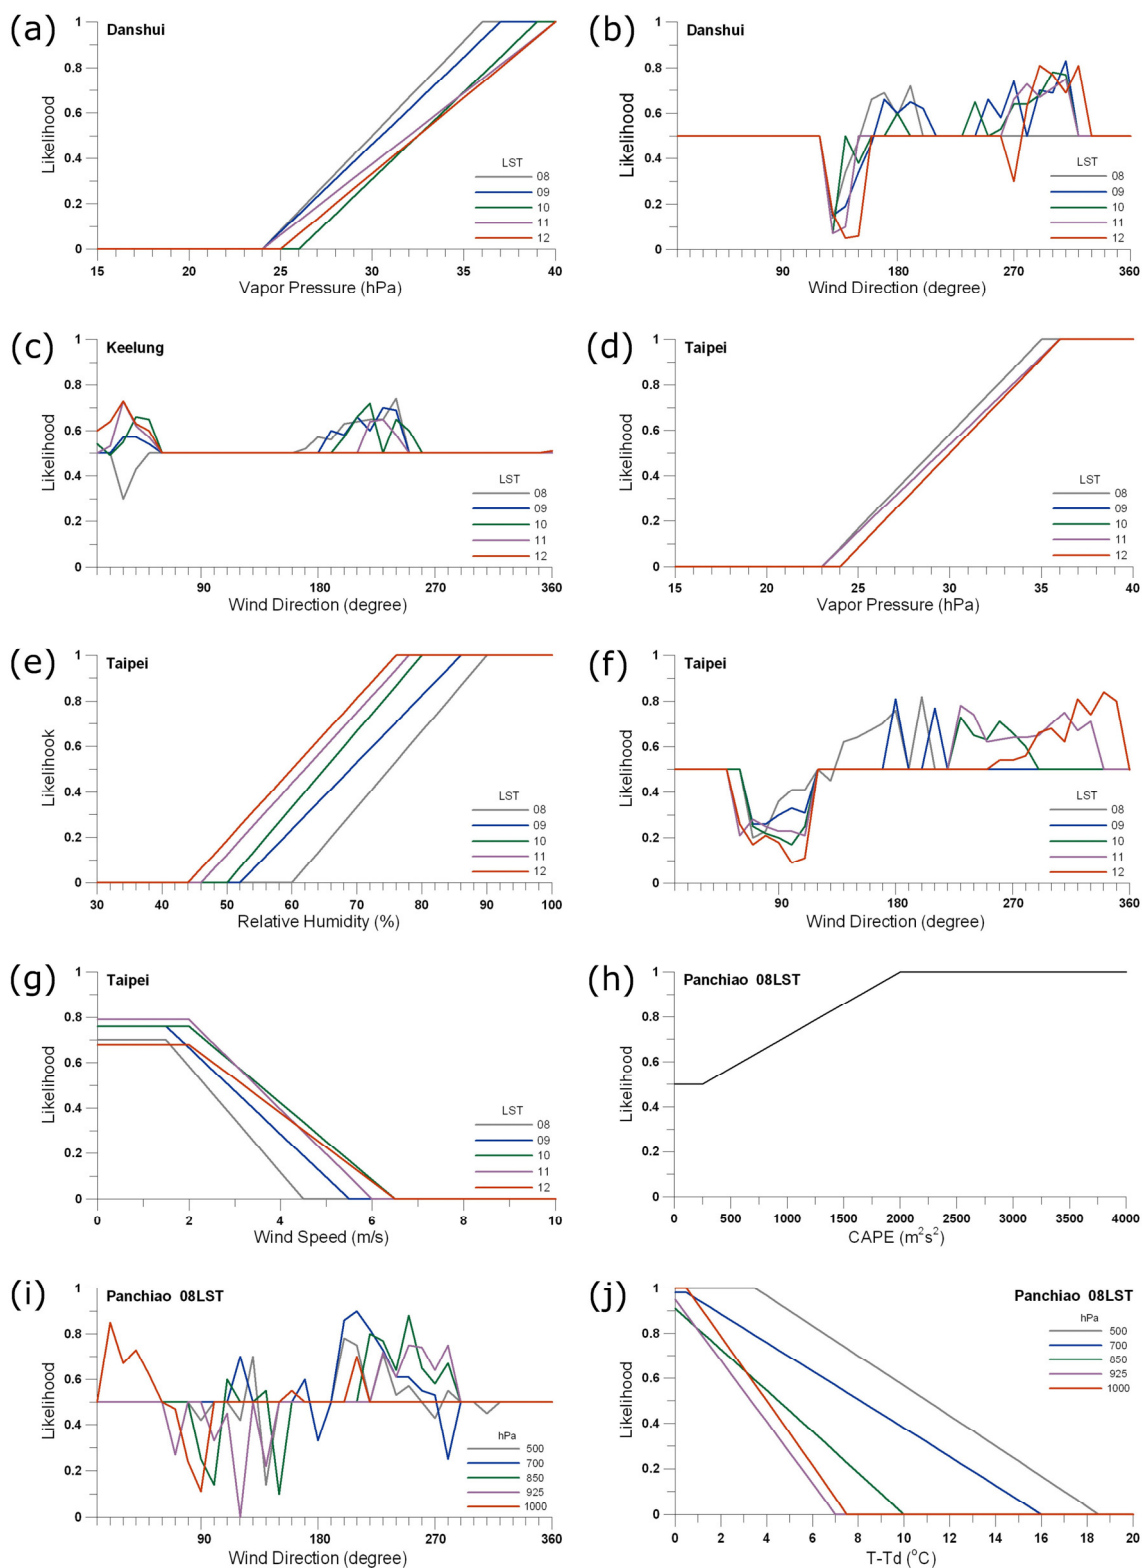 (a)
Danshui
Likelihood
1
0.8
0.6
0.4
0.2
0
LST
08
09
10
11
12
15 20 25 30 35 40
Vapor Pressure (hPa)
(b)
Danshui
Likelihood
1
0.8
0.6
0.4
0.2
0
LST
08
09
10
11
12
90 180 270 360
Wind Direction (degree)
(c)
Keelung
Likelihood
1
0.8
0.6
0.4
0.2
0
LST
08
09
10
11
12
90 180 270 360
Wind Direction (degree)
(d)
Taipei
Likelihood
1
0.8
0.6
0.4
0.2
0
LST
08
09
10
11
12
15 20 25 30 35 40
Vapor Pressure (hPa)
(e)
Taipei
Likelihook
1
0.8
0.6
0.4
0.2
0
LST
08
09
10
11
12
30 40 50 60 70 80 90 100
Relative Humidity (%)
(f)
Taipei
Likelihood
1
0.8
0.6
0.4
0.2
0
LST
08
09
10
11
12
90 180 270 360
Wind Direction (degree)
(g)
Taipei
Likelihood
1
0.8
0.6
0.4
0.2
0
LST
08
09
10
11
12
0 2 4 6 8 10
Wind Speed (m/s)
(h)
Panchiao 08LST
Likelihood
1
0.8
0.6
0.4
0.2
0
0 500 1000 1500 2000 2500 3000 3500 4000
CAPE (m²s²)
(i)
Panchiao 08LST
Likelihood
1
0.8
0.6
0.4
0.2
0
hPa
500
700
850
925
1000
90 180 270 360
Wind Direction (degree)
(j)
Panchiao 08LST
Likelihood
1
0.8
0.6
0.4
0.2
0
hPa
500
700
850
925
1000
0 2 4 6 8 10 12 14 16 18 20
T-Td (°C)